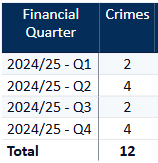 Financial Quarter Crimes
2024/25 - Q1 2
2024/25 - Q2 4
2024/25 - Q3 2
2024/25 - Q4 4
Total 12